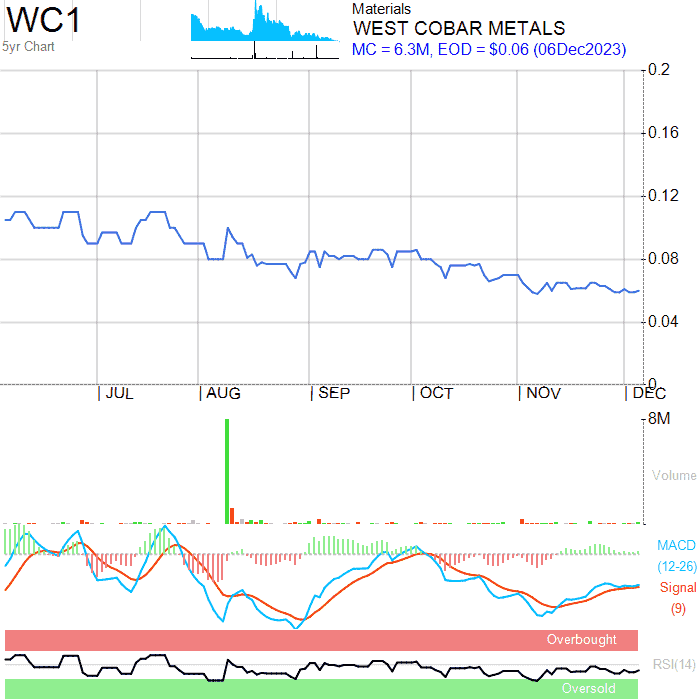 WC1
5yr Chart
Materials
WEST COBAR METALS
MC = 6.3M, EOD = $0.06 (06Dec2023)
0.2
0.16
0.12
0.08
0.04
0
JUL AUG SEP OCT NOV DEC
8M
Volume
MACD
(12-26)
Signal
(9)
Overbought
RSI(14)
Oversold